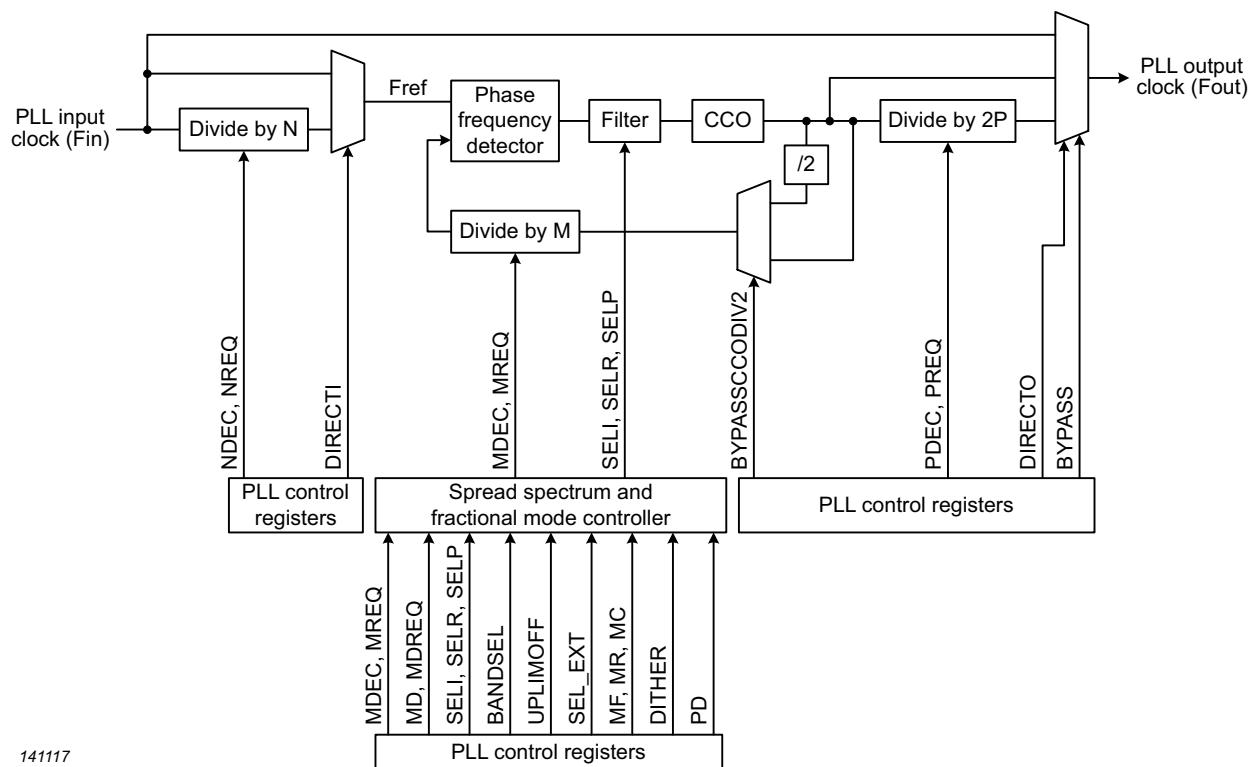 PLL input
clock (Fin)
Divide by N
Fref
Phase
frequency
detector
Filter
CCO
/2
Divide by 2P
PLL output
clock (Fout)
Divide by M
NDEC, NREQ
DIRECTI
MDEC, MREQ
SELI, SELR, SELP
BYPASSCCODIV2
PDEC, PREQ
DIRECTO
BYPASS
PLL control
registers
Spread spectrum and
fractional mode controller
PLL control registers
MDEC, MREQ
MD, MDREQ
SELI, SELR, SELP
BANDSEL
UPLIMOFF
SEL_EXT
MF, MR, MC
DITHER
PD
PLL control registers
141117